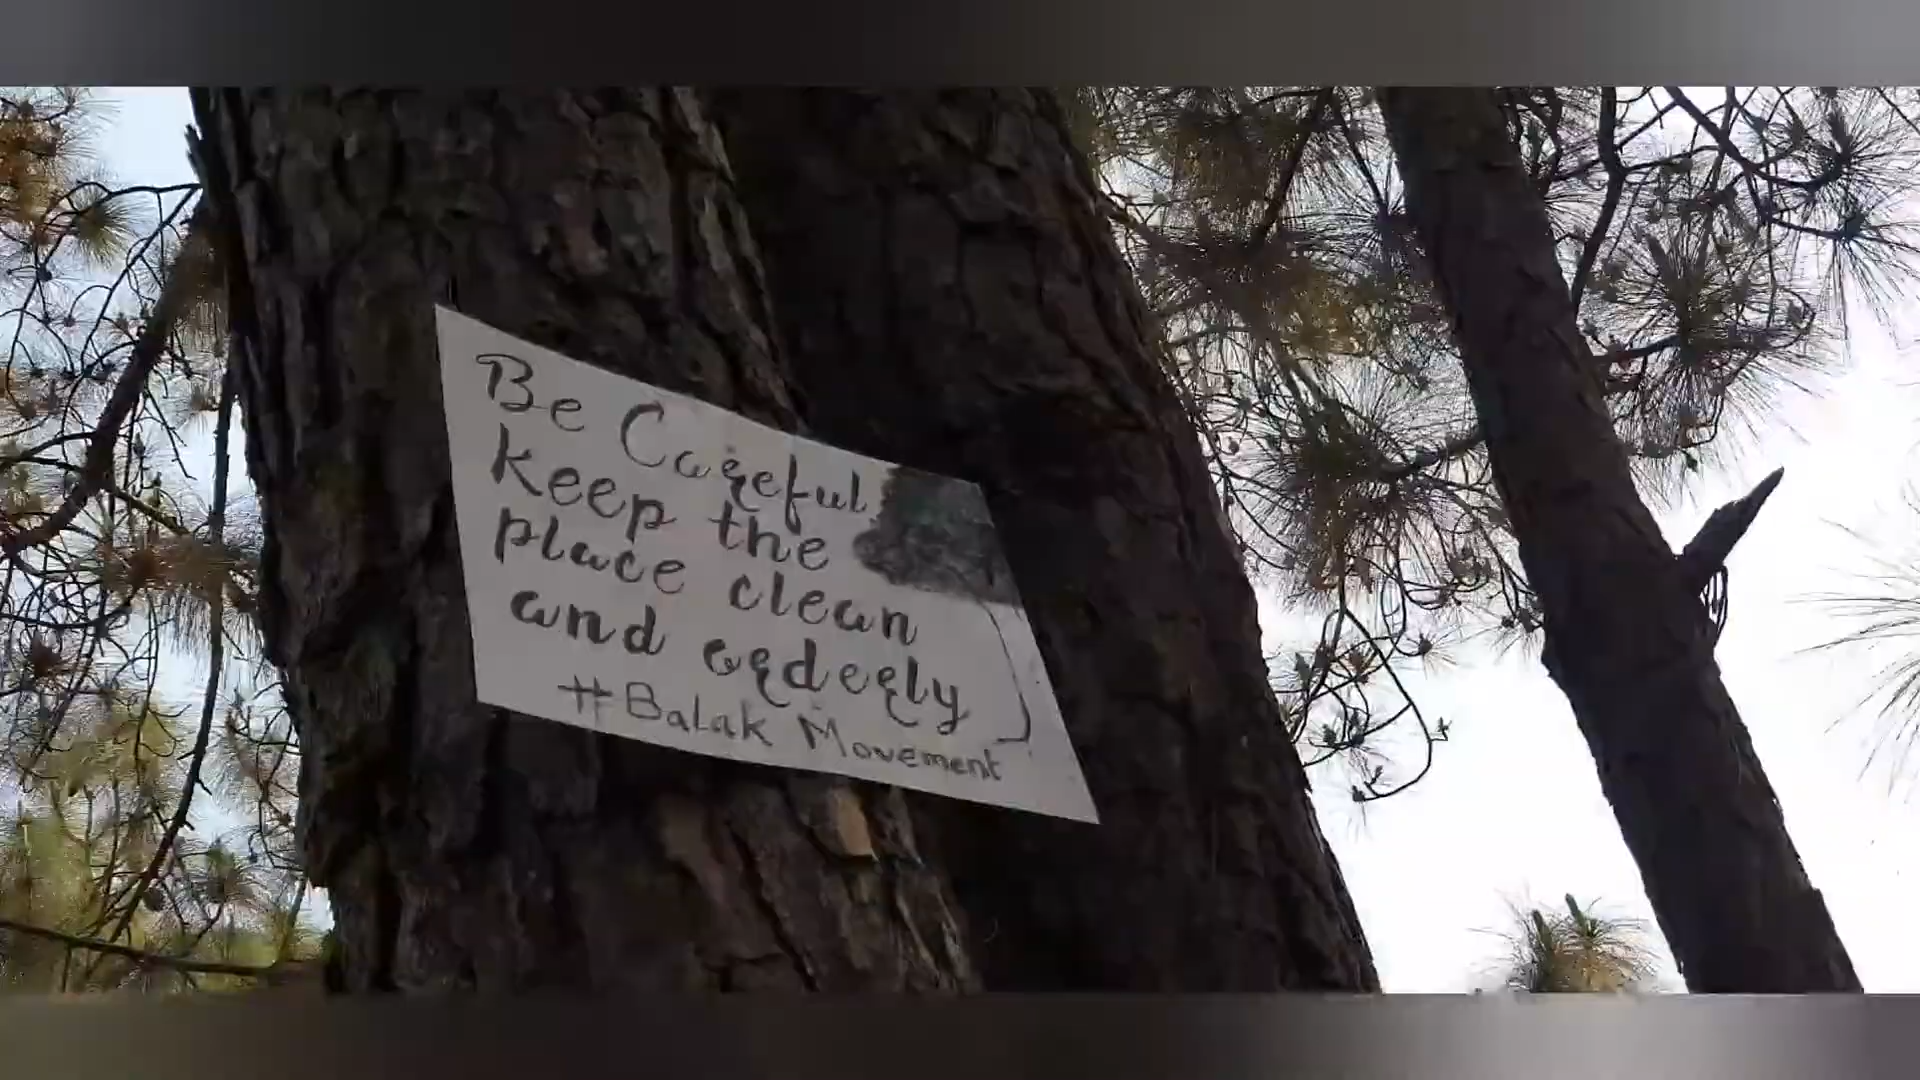 Be Careful
keep the
place clean
and orderly
#Balak Movement